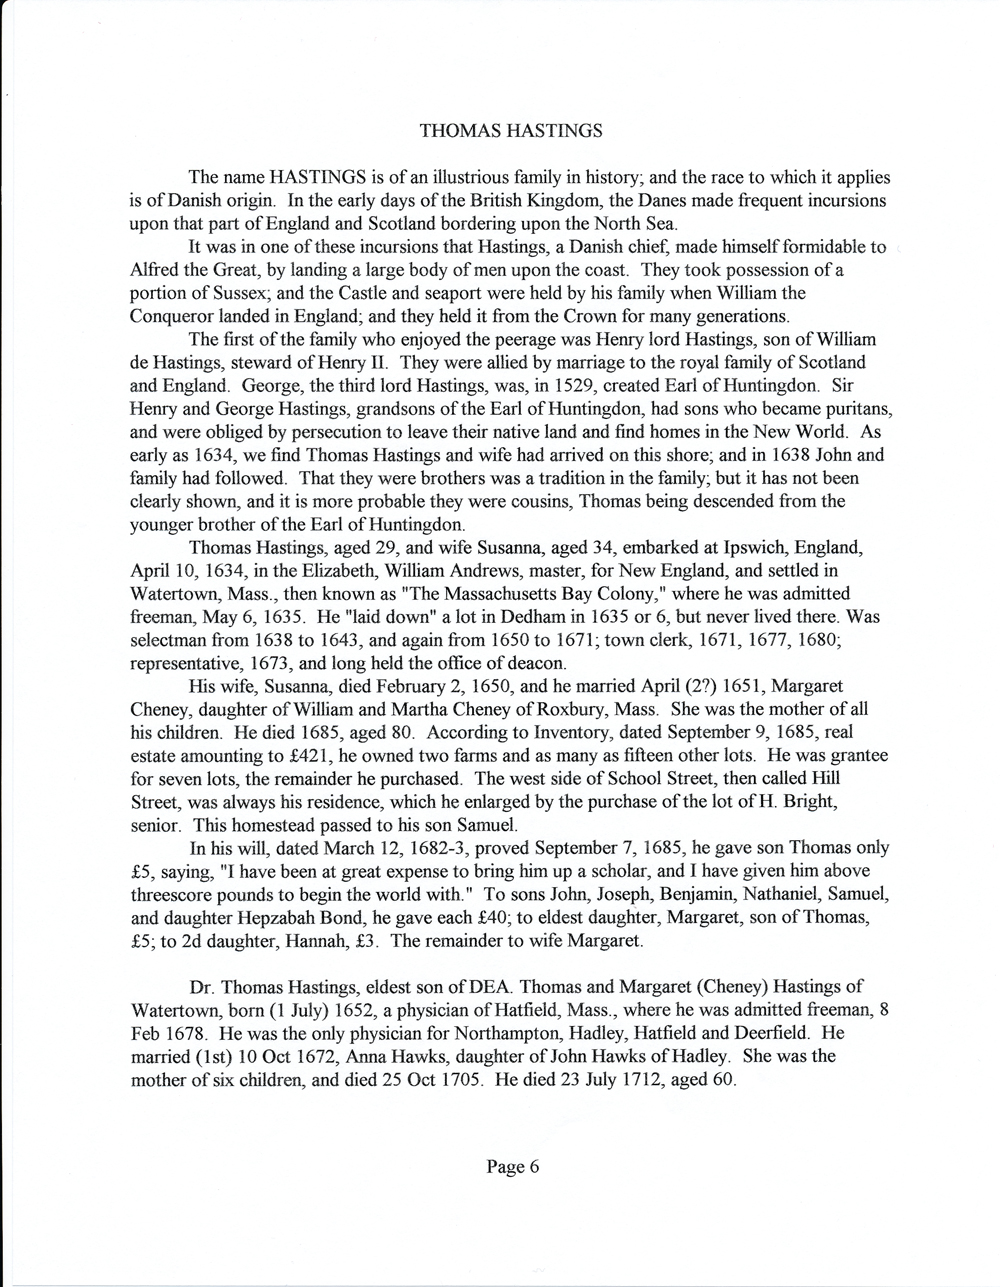 THOMAS HASTINGS
The name HASTINGS is of an illustrious family in history; and the race to which it applies
is of Danish origin. In the early days of the British Kingdom, the Danes made frequent incursions
upon that part of England and Scotland bordering upon the North Sea.
It was in one of these incursions that Hastings, a Danish chief, made himself formidable to
Alfred the Great, by landing a large body of men upon the coast. They took possession of a
portion of Sussex; and the Castle and seaport were held by his family when William the
Conqueror landed in England; and they held it from the Crown for many generations.
The first of the family who enjoyed the peerage was Henry lord Hastings, son of William
de Hastings, steward of Henry II. They were allied by marriage to the royal family of Scotland
and England. George, the third lord Hastings, was, in 1529, created Earl of Huntingdon. Sir
Henry and George Hastings, grandsons of the Earl of Huntingdon, had sons who became puritans,
and were obliged by persecution to leave their native land and find homes in the New World. As
early as 1634, we find Thomas Hastings and wife had arrived on this shore; and in 1638 John and
family had followed. That they were brothers was a tradition in the family; but it has not been
clearly shown, and it is more probable they were cousins, Thomas being descended from the
younger brother of the Earl of Huntingdon.
Thomas Hastings, aged 29, and wife Susanna, aged 34, embarked at Ipswich, England,
April 10, 1634, in the Elizabeth, William Andrews, master, for New England, and settled in
Watertown, Mass., then known as "The Massachusetts Bay Colony," where he was admitted
freeman, May 6, 1635. He "laid down" a lot in Dedham in 1635 or 6, but never lived there. Was
selectman from 1638 to 1643, and again from 1650 to 1671; town clerk, 1671, 1677, 1680;
representative, 1673, and long held the office of deacon.
His wife, Susanna, died February 2, 1650, and he married April (2?) 1651, Margaret
Cheney, daughter of William and Martha Cheney of Roxbury, Mass. She was the mother of all
his children. He died 1685, aged 80. According to Inventory, dated September 9, 1685, real
estate amounting to £421, he owned two farms and as many as fifteen other lots. He was grantee
for seven lots, the remainder he purchased. The west side of School Street, then called Hill
Street, was always his residence, which he enlarged by the purchase of the lot of H. Bright,
senior. This homestead passed to his son Samuel.
In his will, dated March 12, 1682-3, proved September 7, 1685, he gave son Thomas only
£5, saying, "I have been at great expense to bring him up a scholar, and I have given him above
threescore pounds to begin the world with." To sons John, Joseph, Benjamin, Nathaniel, Samuel,
and daughter Hepzabah Bond, he gave each £40; to eldest daughter, Margaret, son of Thomas,
£5; to 2d daughter, Hannah, £3. The remainder to wife Margaret.
Dr. Thomas Hastings, eldest son of DEA. Thomas and Margaret (Cheney) Hastings of
Watertown, born (1 July) 1652, a physician of Hatfield, Mass., where he was admitted freeman, 8
Feb 1678. He was the only physician for Northampton, Hadley, Hatfield and Deerfield. He
married (1st) 10 Oct 1672, Anna Hawks, daughter of John Hawks of Hadley. She was the
mother of six children, and died 25 Oct 1705. He died 23 July 1712, aged 60.
Page 6